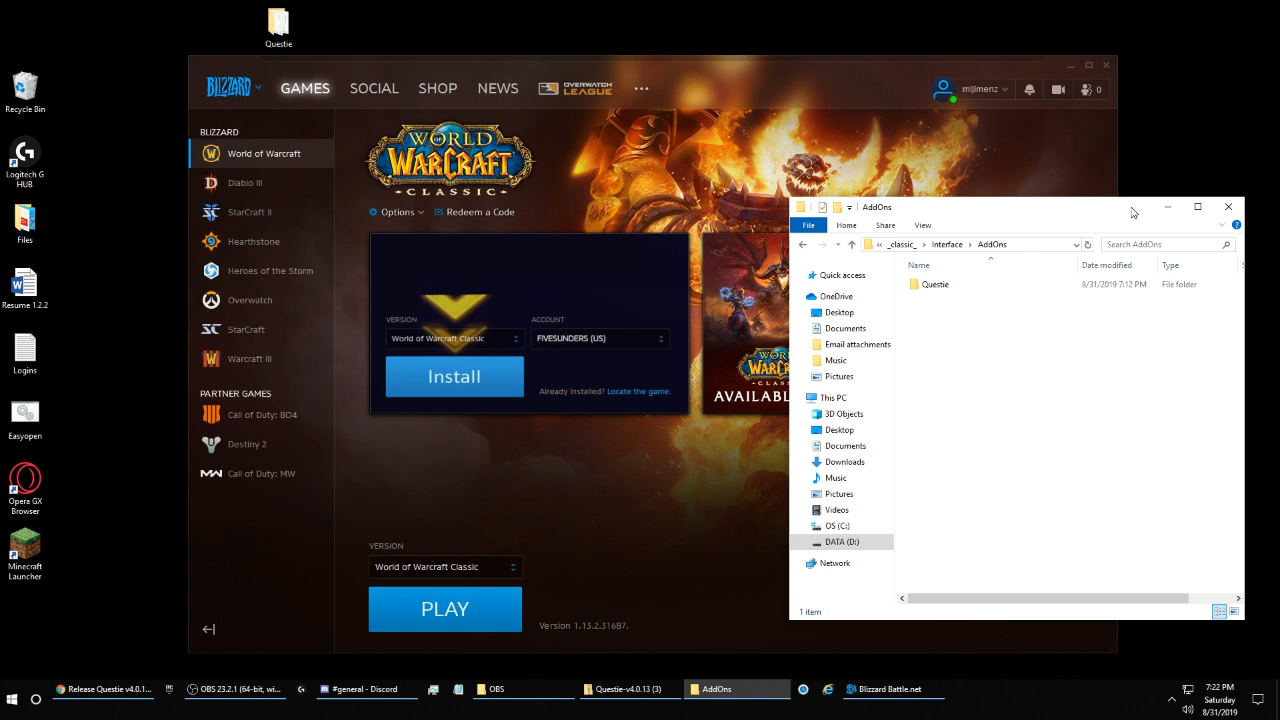 Questie
Recycle Bin
Logitech G
HUB
Files
Resume 1.2.2
Logins
Easyopen
Opera GX
Browser
Minecraft
Launcher
BLIZZARD
GAMES
SOCIAL
SHOP
NEWS
OVERWATCH
LEAGUE
mijimenz
0
BLIZZARD
World of Warcraft
Diablo III
StarCraft II
Hearthstone
Heroes of the Storm
Overwatch
StarCraft
Warcraft III
PARTNER GAMES
Call of Duty: BO4
Destiny 2
Call of Duty: MW
WORLD
OF
WARCRAFT
CLASSIC
Options
Redeem a Code
VERSION
World of Warcraft Classic
ACCOUNT
FIVESUNDERS (US)
Install
Already installed? Locate the game.
WARC
CLASS
AVAILABL
VERSION
World of Warcraft Classic
PLAY
Version 1.13.2.31687.
AddOns
File
Home
Share
View
« _classic_ › Interface › AddOns
Search AddOns
Name
Date modified
Type
Questie
8/31/2019 7:12 PM
File folder
Quick access
OneDrive
Desktop
Documents
Email attachments
Music
Pictures
This PC
3D Objects
Desktop
Documents
Downloads
Music
Pictures
Videos
OS (C:)
DATA (D:)
Network
1 item
Release Questie v4.0.1...
OBS 23.2.1 (64-bit, wi...
#general - Discord
OBS
Questie-v4.0.13 (3)
AddOns
Blizzard Battle.net
7:22 PM
Saturday
8/31/2019